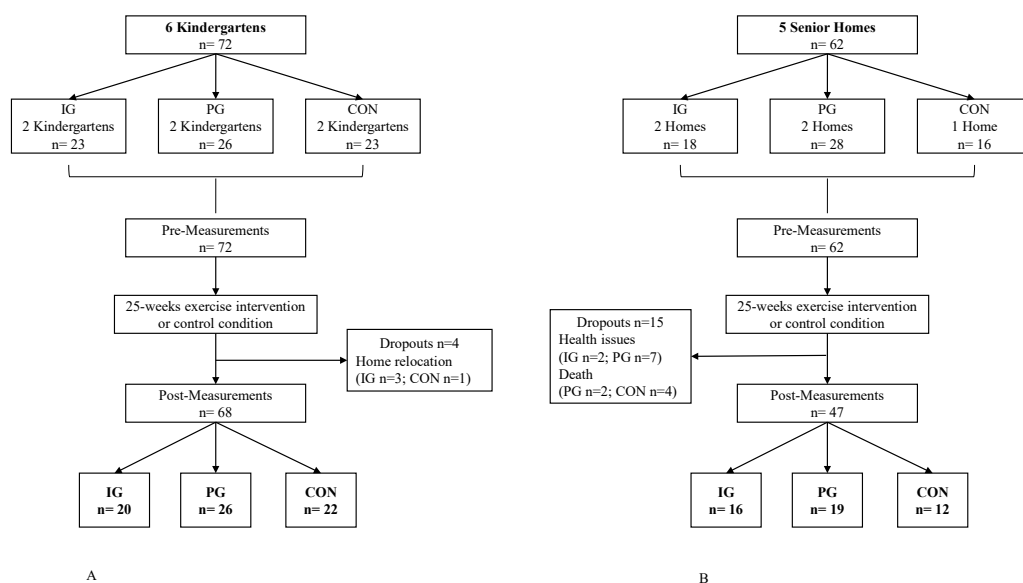 6 Kindergartens
n= 72
IG
2 Kindergartens
n= 23
PG
2 Kindergartens
n= 26
CON
2 Kindergartens
n= 23
Pre-Measurements
n= 72
25-weeks exercise intervention
or control condition
Dropouts n=4
Home relocation
(IG n=3; CON n=1)
Post-Measurements
n= 68
IG
n= 20
PG
n= 26
CON
n= 22
A
5 Senior Homes
n= 62
IG
2 Homes
n= 18
PG
2 Homes
n= 28
CON
1 Home
n= 16
Pre-Measurements
n= 62
25-weeks exercise intervention
or control condition
Dropouts n=15
Health issues
(IG n=2; PG n=7)
Death
(PG n=2; CON n=4)
Post-Measurements
n= 47
IG
n= 16
PG
n= 19
CON
n= 12
B